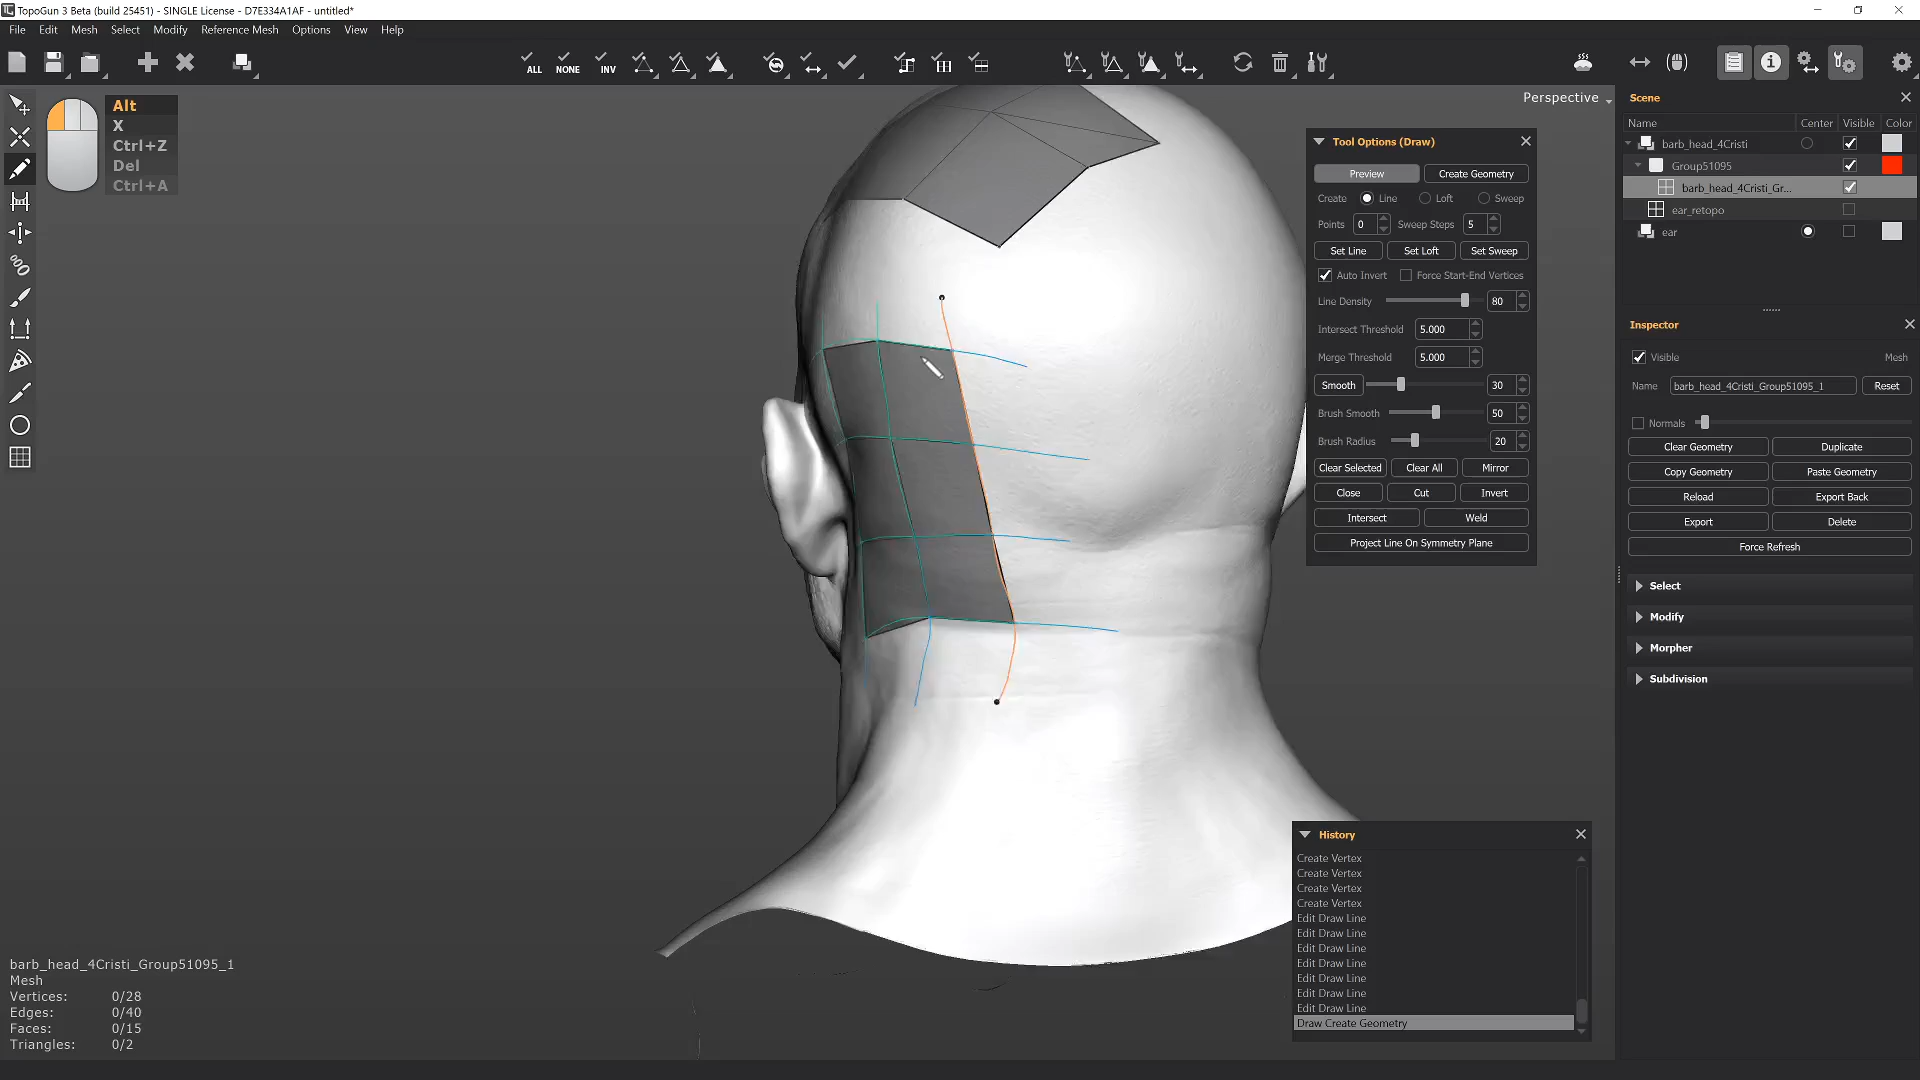 TopoGun 3 Beta (build 25451) - SINGLE License - D7E334A1AF - untitled*
File Edit Mesh Select Modify Reference Mesh Options View Help
ALL NONE INV
Alt
X
Ctrl+Z
Del
Ctrl+A
Perspective
Tool Options (Draw)
Preview Create Geometry
Create Line Loft Sweep
Points 0 Sweep Steps 5
Set Line Set Loft Set Sweep
Auto Invert Force Start-End Vertices
Line Density 80
Intersect Threshold 5.000
Merge Threshold 5.000
Smooth 30
Brush Smooth 50
Brush Radius 20
Clear Selected Clear All Mirror
Close Cut Invert
Intersect Weld
Project Line On Symmetry Plane
Scene
Name Center Visible Color
barb_head_4Cristi
Group51095
barb_head_4Cristi_Gr...
ear_retopo
ear
Inspector
Visible Mesh
Name barb_head_4Cristi_Group51095_1 Reset
Normals
Clear Geometry Duplicate
Copy Geometry Paste Geometry
Reload Export Back
Export Delete
Force Refresh
Select
Modify
Morpher
Subdivision
History
Create Vertex
Create Vertex
Create Vertex
Create Vertex
Edit Draw Line
Edit Draw Line
Edit Draw Line
Edit Draw Line
Edit Draw Line
Edit Draw Line
Edit Draw Line
Draw Create Geometry
barb_head_4Cristi_Group51095_1
Mesh
Vertices: 0/28
Edges: 0/40
Faces: 0/15
Triangles: 0/2